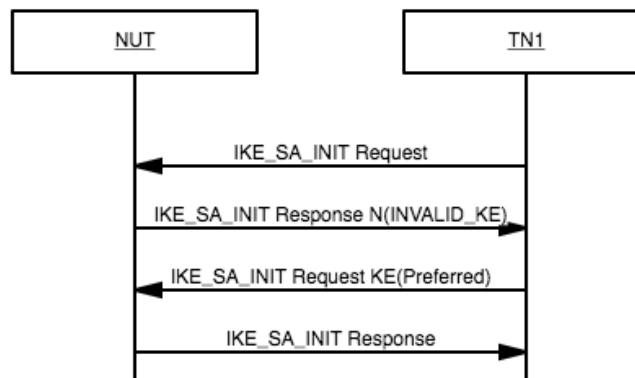 NUT
TN1
IKE_SA_INIT Request
IKE_SA_INIT Response N(INVALID_KE)
IKE_SA_INIT Request KE(Preferred)
IKE_SA_INIT Response